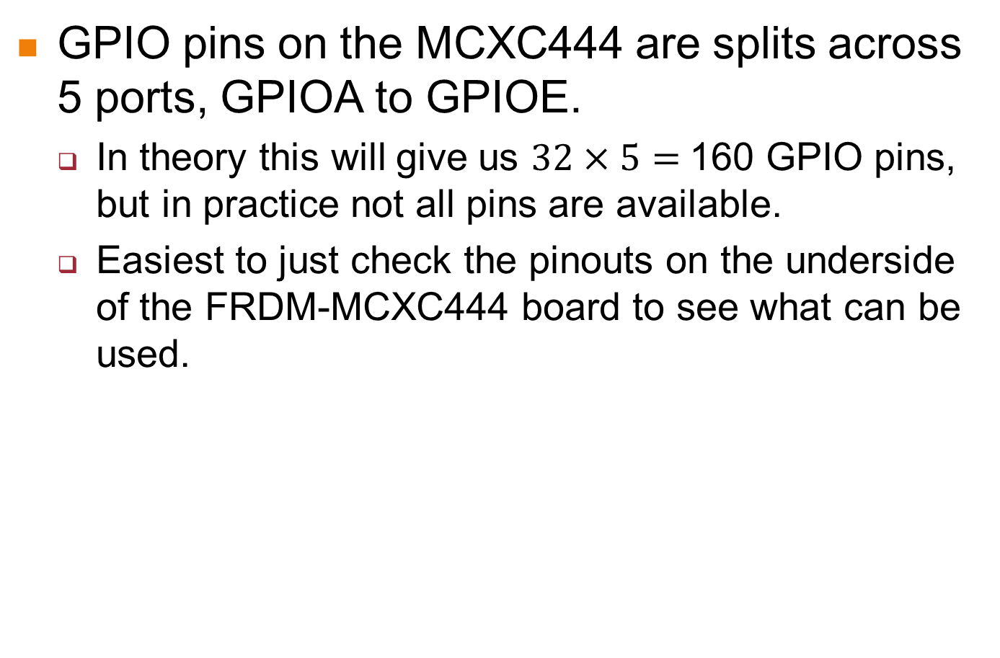 GPIO pins on the MCXC444 are splits across
5 ports, GPIOA to GPIOE.
In theory this will give us 32 × 5 = 160 GPIO pins,
but in practice not all pins are available.
Easiest to just check the pinouts on the underside
of the FRDM-MCXC444 board to see what can be
used.